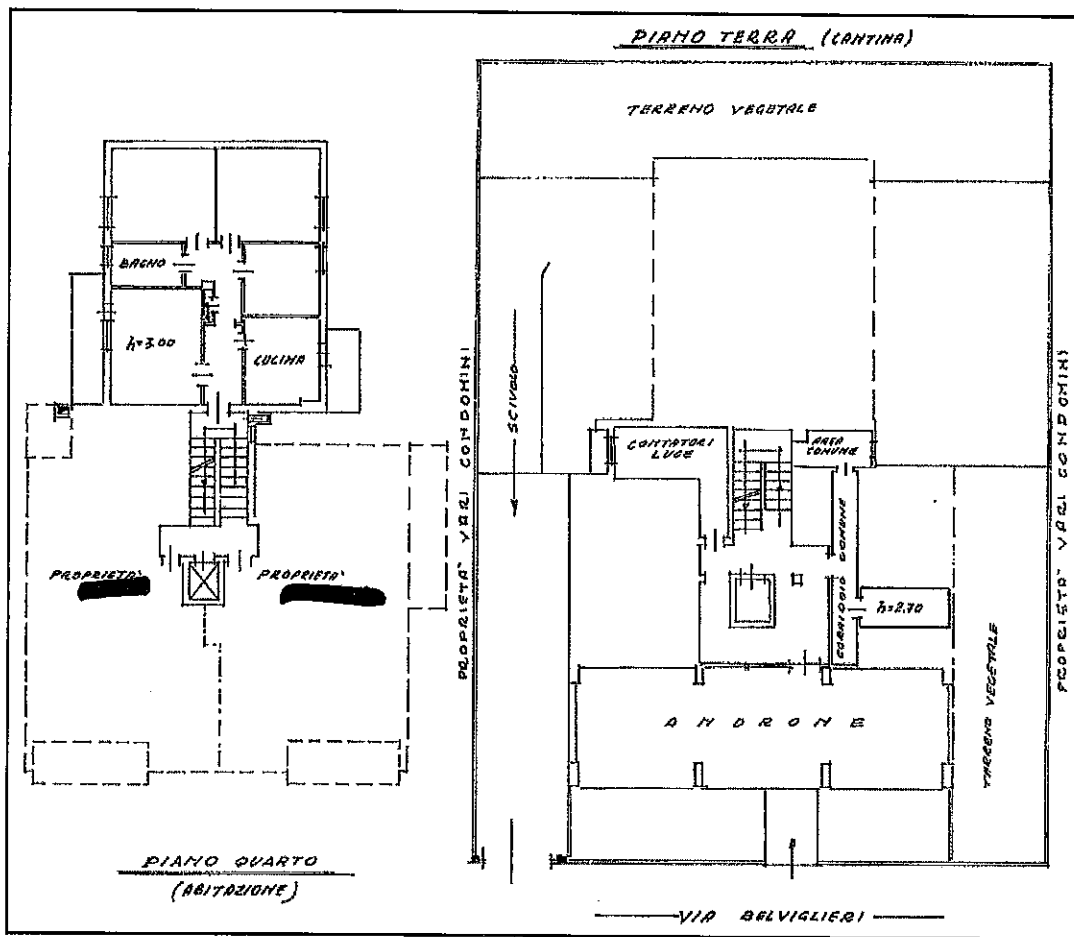 PIANO TERRA (CANTINA)
TERRENO VEGETALE
BAGNO
h=3.00
CUCINA
SCIVOLO
PROPRIETA' VARI CONDOMINI
CONTATORI
LUCE
AREA
COMUNE
CORRIDOIO COMUNE
h=2.70
PROPRIETA' VARI CONDOMINI
TERRENO VEGETALE
PROPRIETA'
PROPRIETA'
ANDRONE
PIANO QUARTO
(ABITAZIONE)
VIA BELVIGLIERI